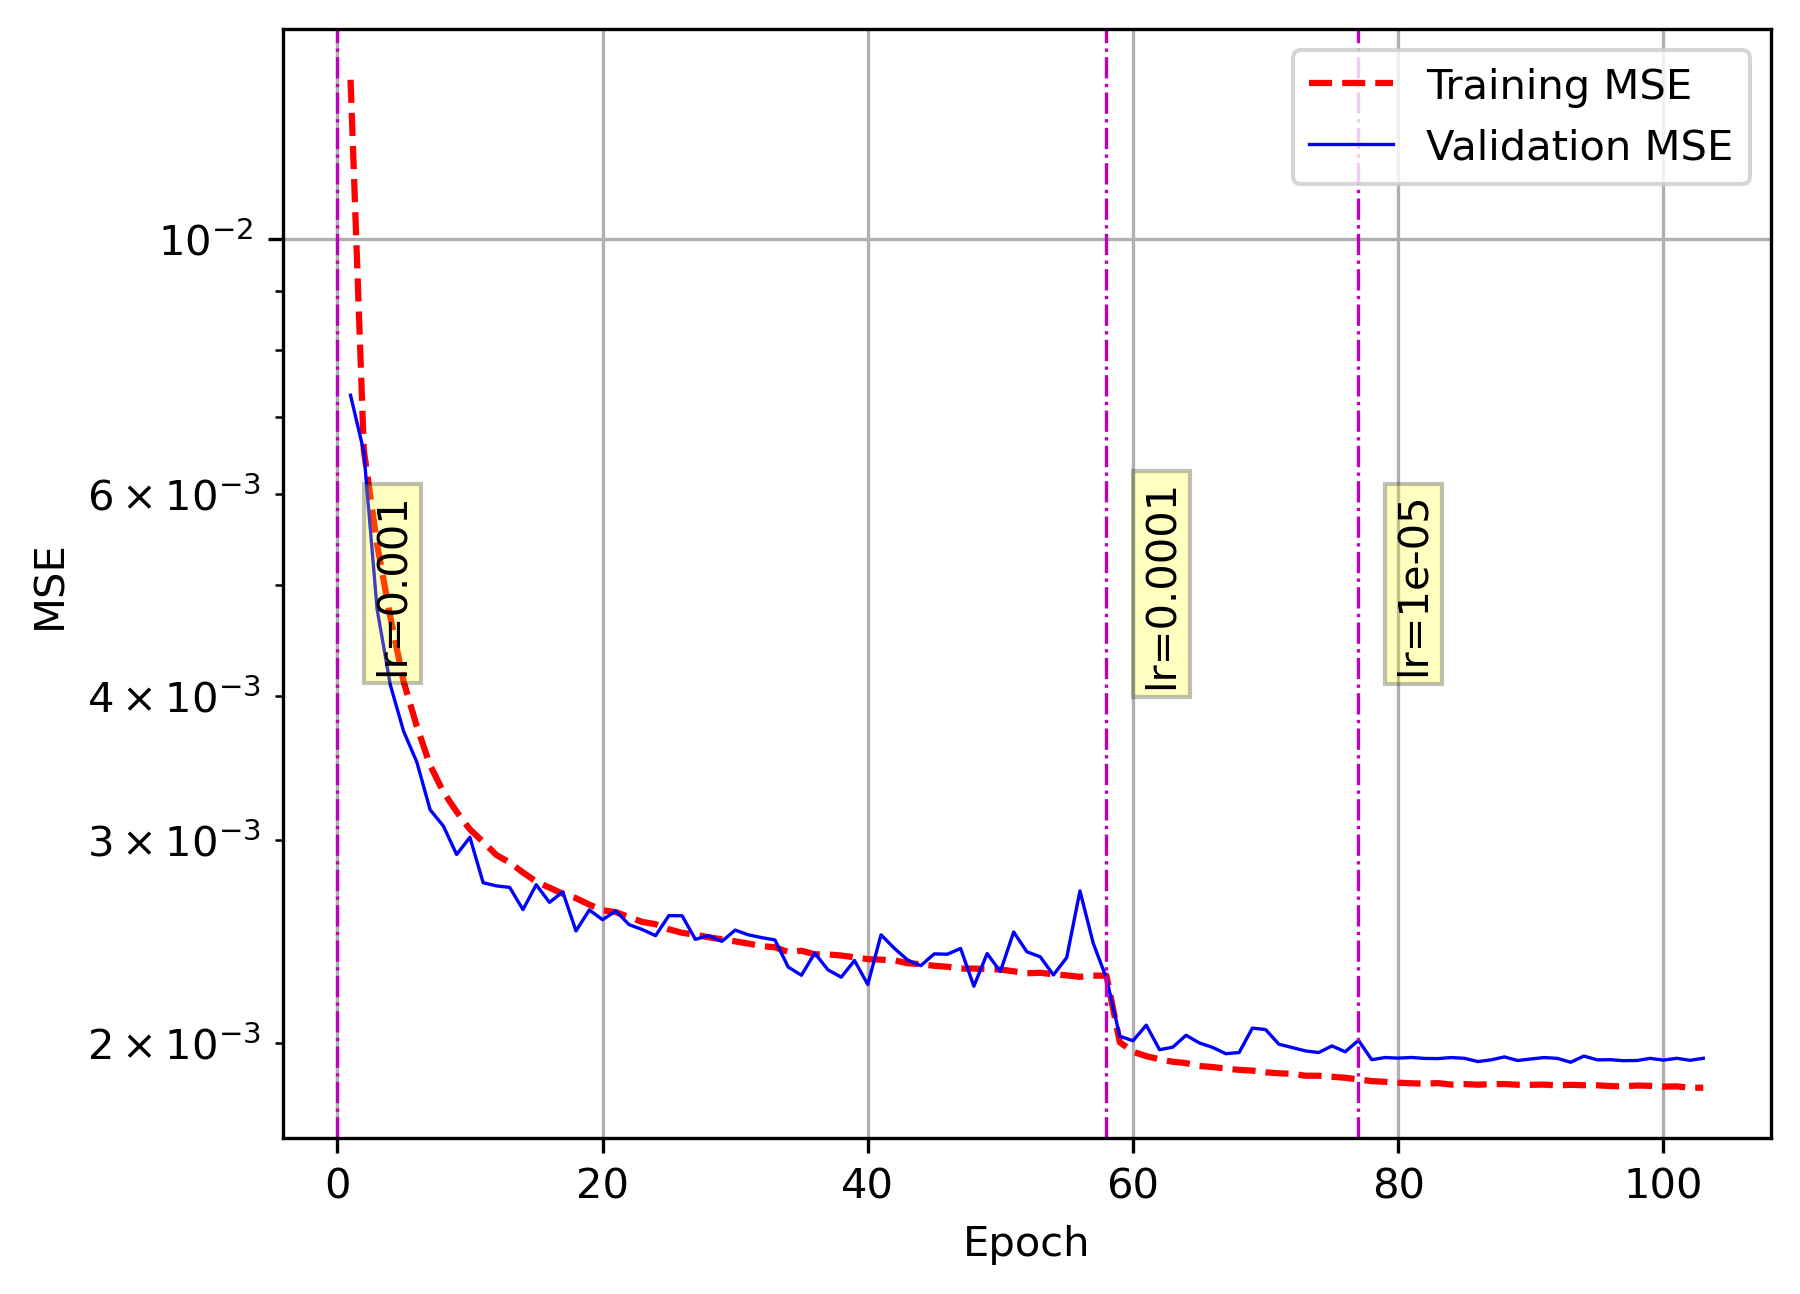 Training MSE
Validation MSE
10⁻²
6 × 10⁻³
4 × 10⁻³
3 × 10⁻³
2 × 10⁻³
MSE
lr=0.001
lr=0.0001
lr=1e-05
0 20 40 60 80 100
Epoch